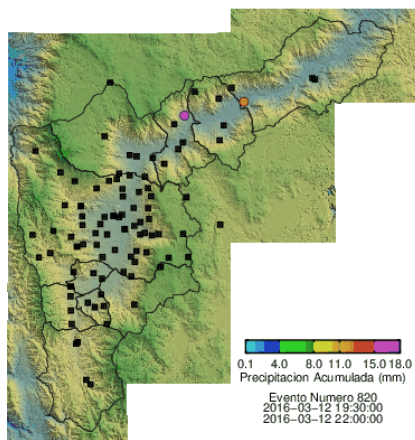 0.1 4.0 8.0 11.0 15.0 18.0
Precipitacion Acumulada (mm)
Evento Numero 820
2016-03-12 19:30:00
2016-03-12 22:00:00